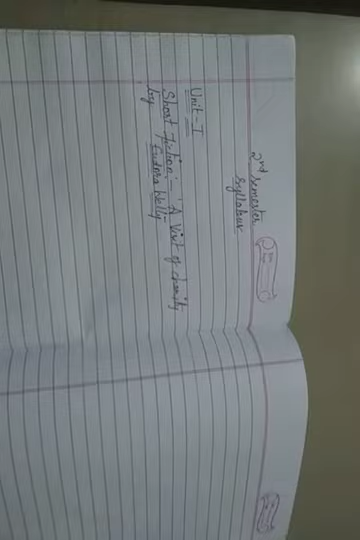 2nd semester
Syllabus
Unit-I
Short Fiction:- 'A Visit of charity
by Eudora Welty